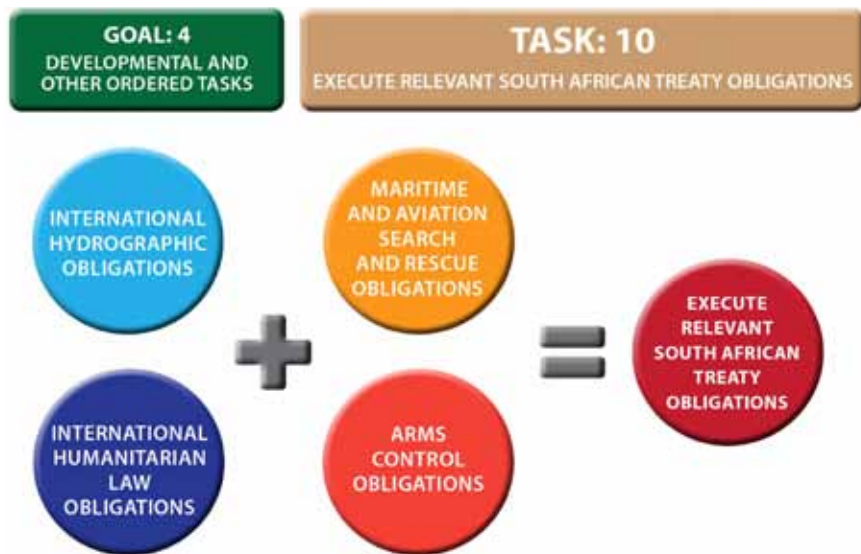 GOAL: 4
DEVELOPMENTAL AND
OTHER ORDERED TASKS
TASK: 10
EXECUTE RELEVANT SOUTH AFRICAN TREATY OBLIGATIONS
INTERNATIONAL
HYDROGRAPHIC
OBLIGATIONS
MARITIME
AND AVIATION
SEARCH
AND RESCUE
OBLIGATIONS
INTERNATIONAL
HUMANITARIAN
LAW
OBLIGATIONS
ARMS
CONTROL
OBLIGATIONS
EXECUTE
RELEVANT
SOUTH AFRICAN
TREATY
OBLIGATIONS